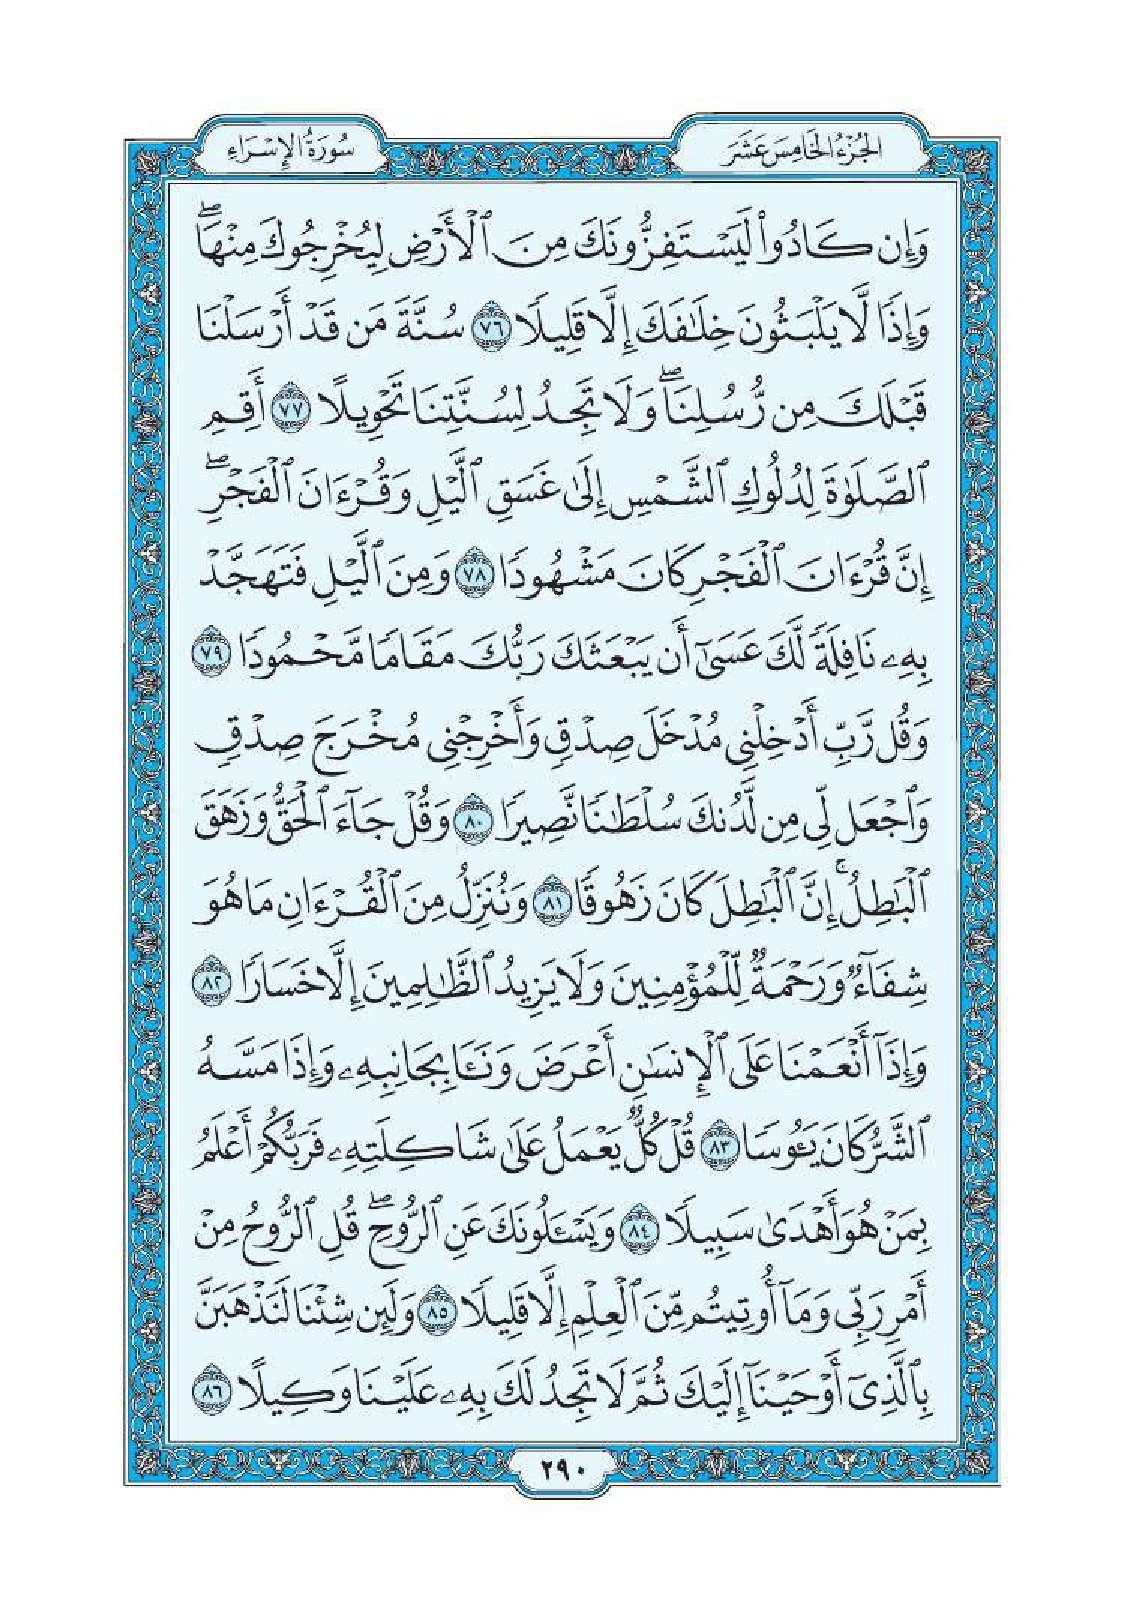 الجُزْءُ الخَامِسَ عَشَرَ
سُورَةُ الإِسْرَاءِ
وَإِن كَادُوا۟ لَيَسْتَفِزُّونَكَ مِنَ ٱلْأَرْضِ لِيُخْرِجُوكَ مِنْهَا ۖ
وَإِذًا لَّا يَلْبَثُونَ خِلَٰفَكَ إِلَّا قَلِيلًا ٧٦ سُنَّةَ مَن قَدْ أَرْسَلْنَا
قَبْلَكَ مِن رُّسُلِنَا ۖ وَلَا تَجِدُ لِسُنَّتِنَا تَحْوِيلًا ٧٧ أَقِمِ
ٱلصَّلَوٰةَ لِدُلُوكِ ٱلشَّمْسِ إِلَىٰ غَسَقِ ٱلَّيْلِ وَقُرْءَانَ ٱلْفَجْرِ ۖ
إِنَّ قُرْءَانَ ٱلْفَجْرِ كَانَ مَشْهُودًا ٧٨ وَمِنَ ٱلَّيْلِ فَتَهَجَّدْ
بِهِۦ نَافِلَةً لَّكَ عَسَىٰٓ أَن يَبْعَثَكَ رَبُّكَ مَقَامًا مَّحْمُودًا ٧٩
وَقُل رَّبِّ أَدْخِلْنِى مُدْخَلَ صِدْقٍ وَأَخْرِجْنِى مُخْرَجَ صِدْقٍ
وَٱجْعَل لِّى مِن لَّدُنكَ سُلْطَٰنًا نَّصِيرًا ٨٠ وَقُلْ جَآءَ ٱلْحَقُّ وَزَهَقَ
ٱلْبَٰطِلُ ۚ إِنَّ ٱلْبَٰطِلَ كَانَ زَهُوقًا ٨١ وَنُنَزِّلُ مِنَ ٱلْقُرْءَانِ مَا هُوَ
شِفَآءٌ وَرَحْمَةٌ لِّلْمُؤْمِنِينَ وَلَا يَزِيدُ ٱلظَّٰلِمِينَ إِلَّا خَسَارًا ٨٢
وَإِذَآ أَنْعَمْنَا عَلَى ٱلْإِنسَٰنِ أَعْرَضَ وَنَـَٔا بِجَانِبِهِۦ وَإِذَا مَسَّهُ
ٱلشَّرُّ كَانَ يَـُٔوسًا ٨٣ قُلْ كُلٌّ يَعْمَلُ عَلَىٰ شَاكِلَتِهِۦ فَرَبُّكُمْ أَعْلَمُ
بِمَنْ هُوَ أَهْدَىٰ سَبِيلًا ٨٤ وَيَسْـَٔلُونَكَ عَنِ ٱلرُّوحِ ۖ قُلِ ٱلرُّوحُ مِنْ
أَمْرِ رَبِّى وَمَآ أُوتِيتُم مِّنَ ٱلْعِلْمِ إِلَّا قَلِيلًا ٨٥ وَلَئِن شِئْنَا لَنَذْهَبَنَّ
بِٱلَّذِىٓ أَوْحَيْنَآ إِلَيْكَ ثُمَّ لَا تَجِدُ لَكَ بِهِۦ عَلَيْنَا وَكِيلًا ٨٦
٢٩٠